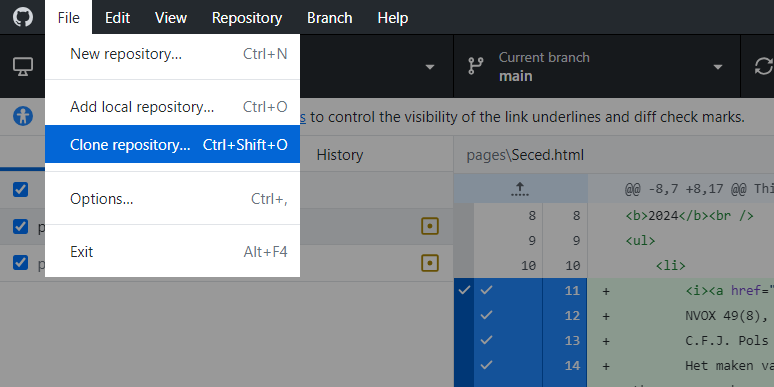 File Edit View Repository Branch Help
New repository... Ctrl+N
Add local repository... Ctrl+O
Clone repository... Ctrl+Shift+O
Options... Ctrl+,
Exit Alt+F4
Current branch
main
to control the visibility of the link underlines and diff check marks.
History
pages\Seced.html
@@ -8,7 +8,17 @@ Thi
8 8 <b>2024</b><br />
9 9 <ul>
10 10 <li>
11 + <i><a href="
12 + NVOX 49(8),
13 + C.F.J. Pols
14 + Het maken va